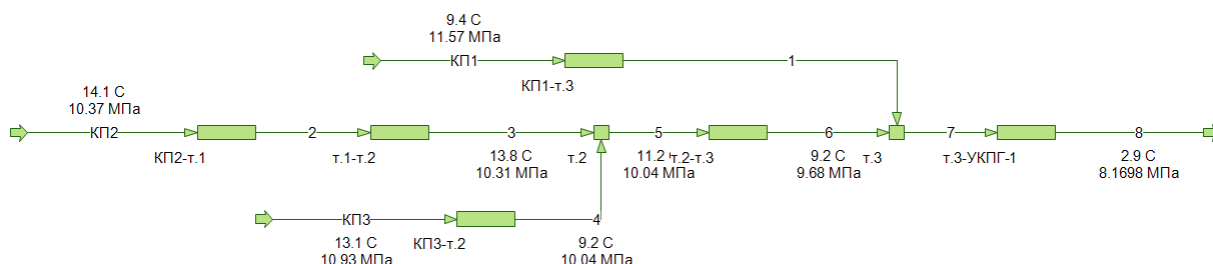 9.4 C
11.57 МПа
КП1
1
КП1-т.3
14.1 C
10.37 МПа
КП2
2
3
5
6
7
8
КП2-т.1
т.1-т.2
13.8 C
10.31 МПа
т.2
11.2
т.2-т.3
10.04 МПа
9.2 C
9.68 МПа
т.3
т.3-УКПГ-1
2.9 C
8.1698 МПа
КП3
4
КП3-т.2
13.1 C
10.93 МПа
9.2 C
10.04 МПа